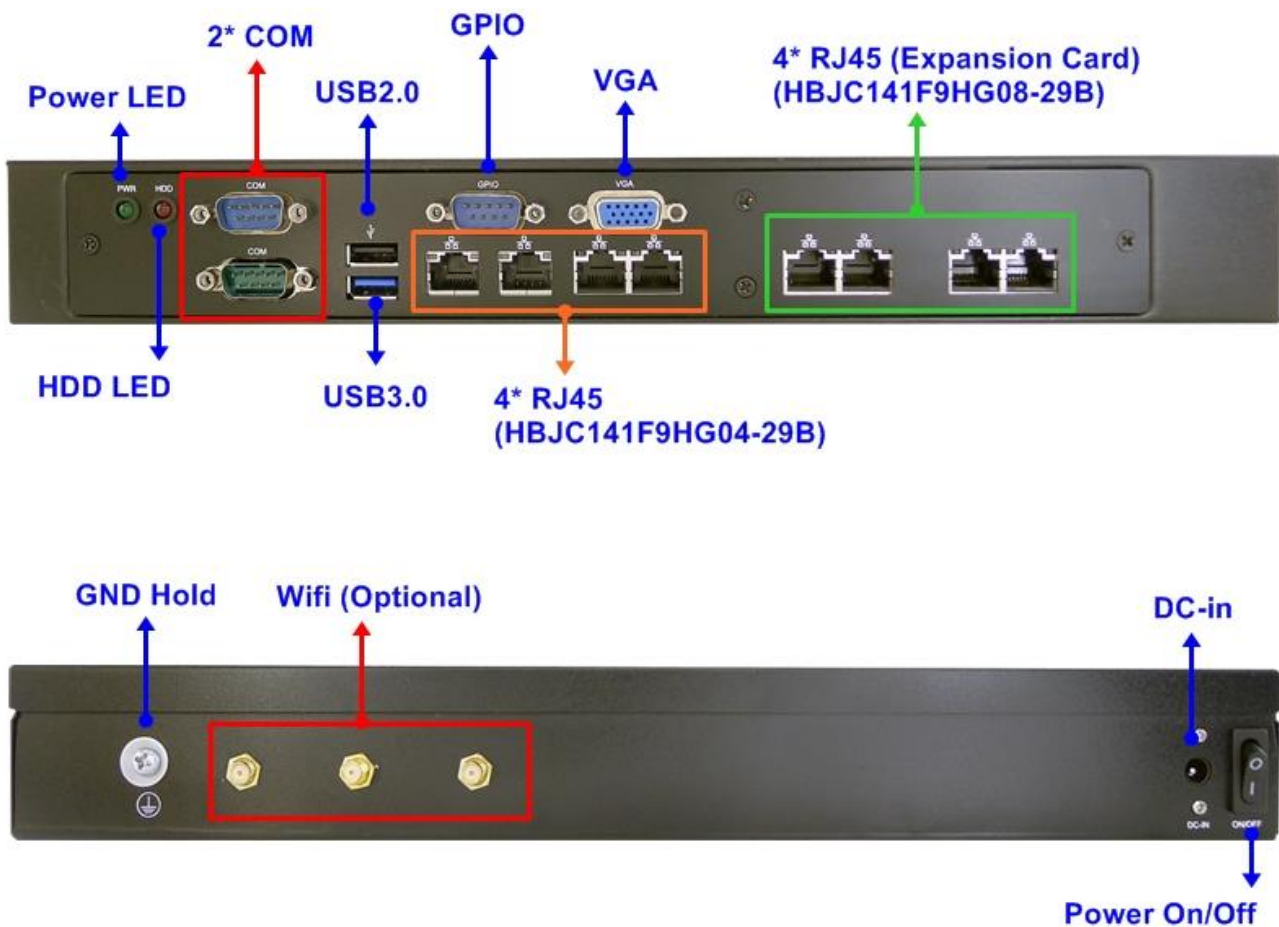 GPIO
2* COM
4* RJ45 (Expansion Card)
(HBJC141F9HG08-29B)
VGA
USB2.0
Power LED
PWR
HDD
COM
GPIO
VGA
COM
HDD LED
USB3.0
4* RJ45
(HBJC141F9HG04-29B)
GND Hold
Wifi (Optional)
DC-in
O
I
DC-IN
ON/OFF
Power On/Off